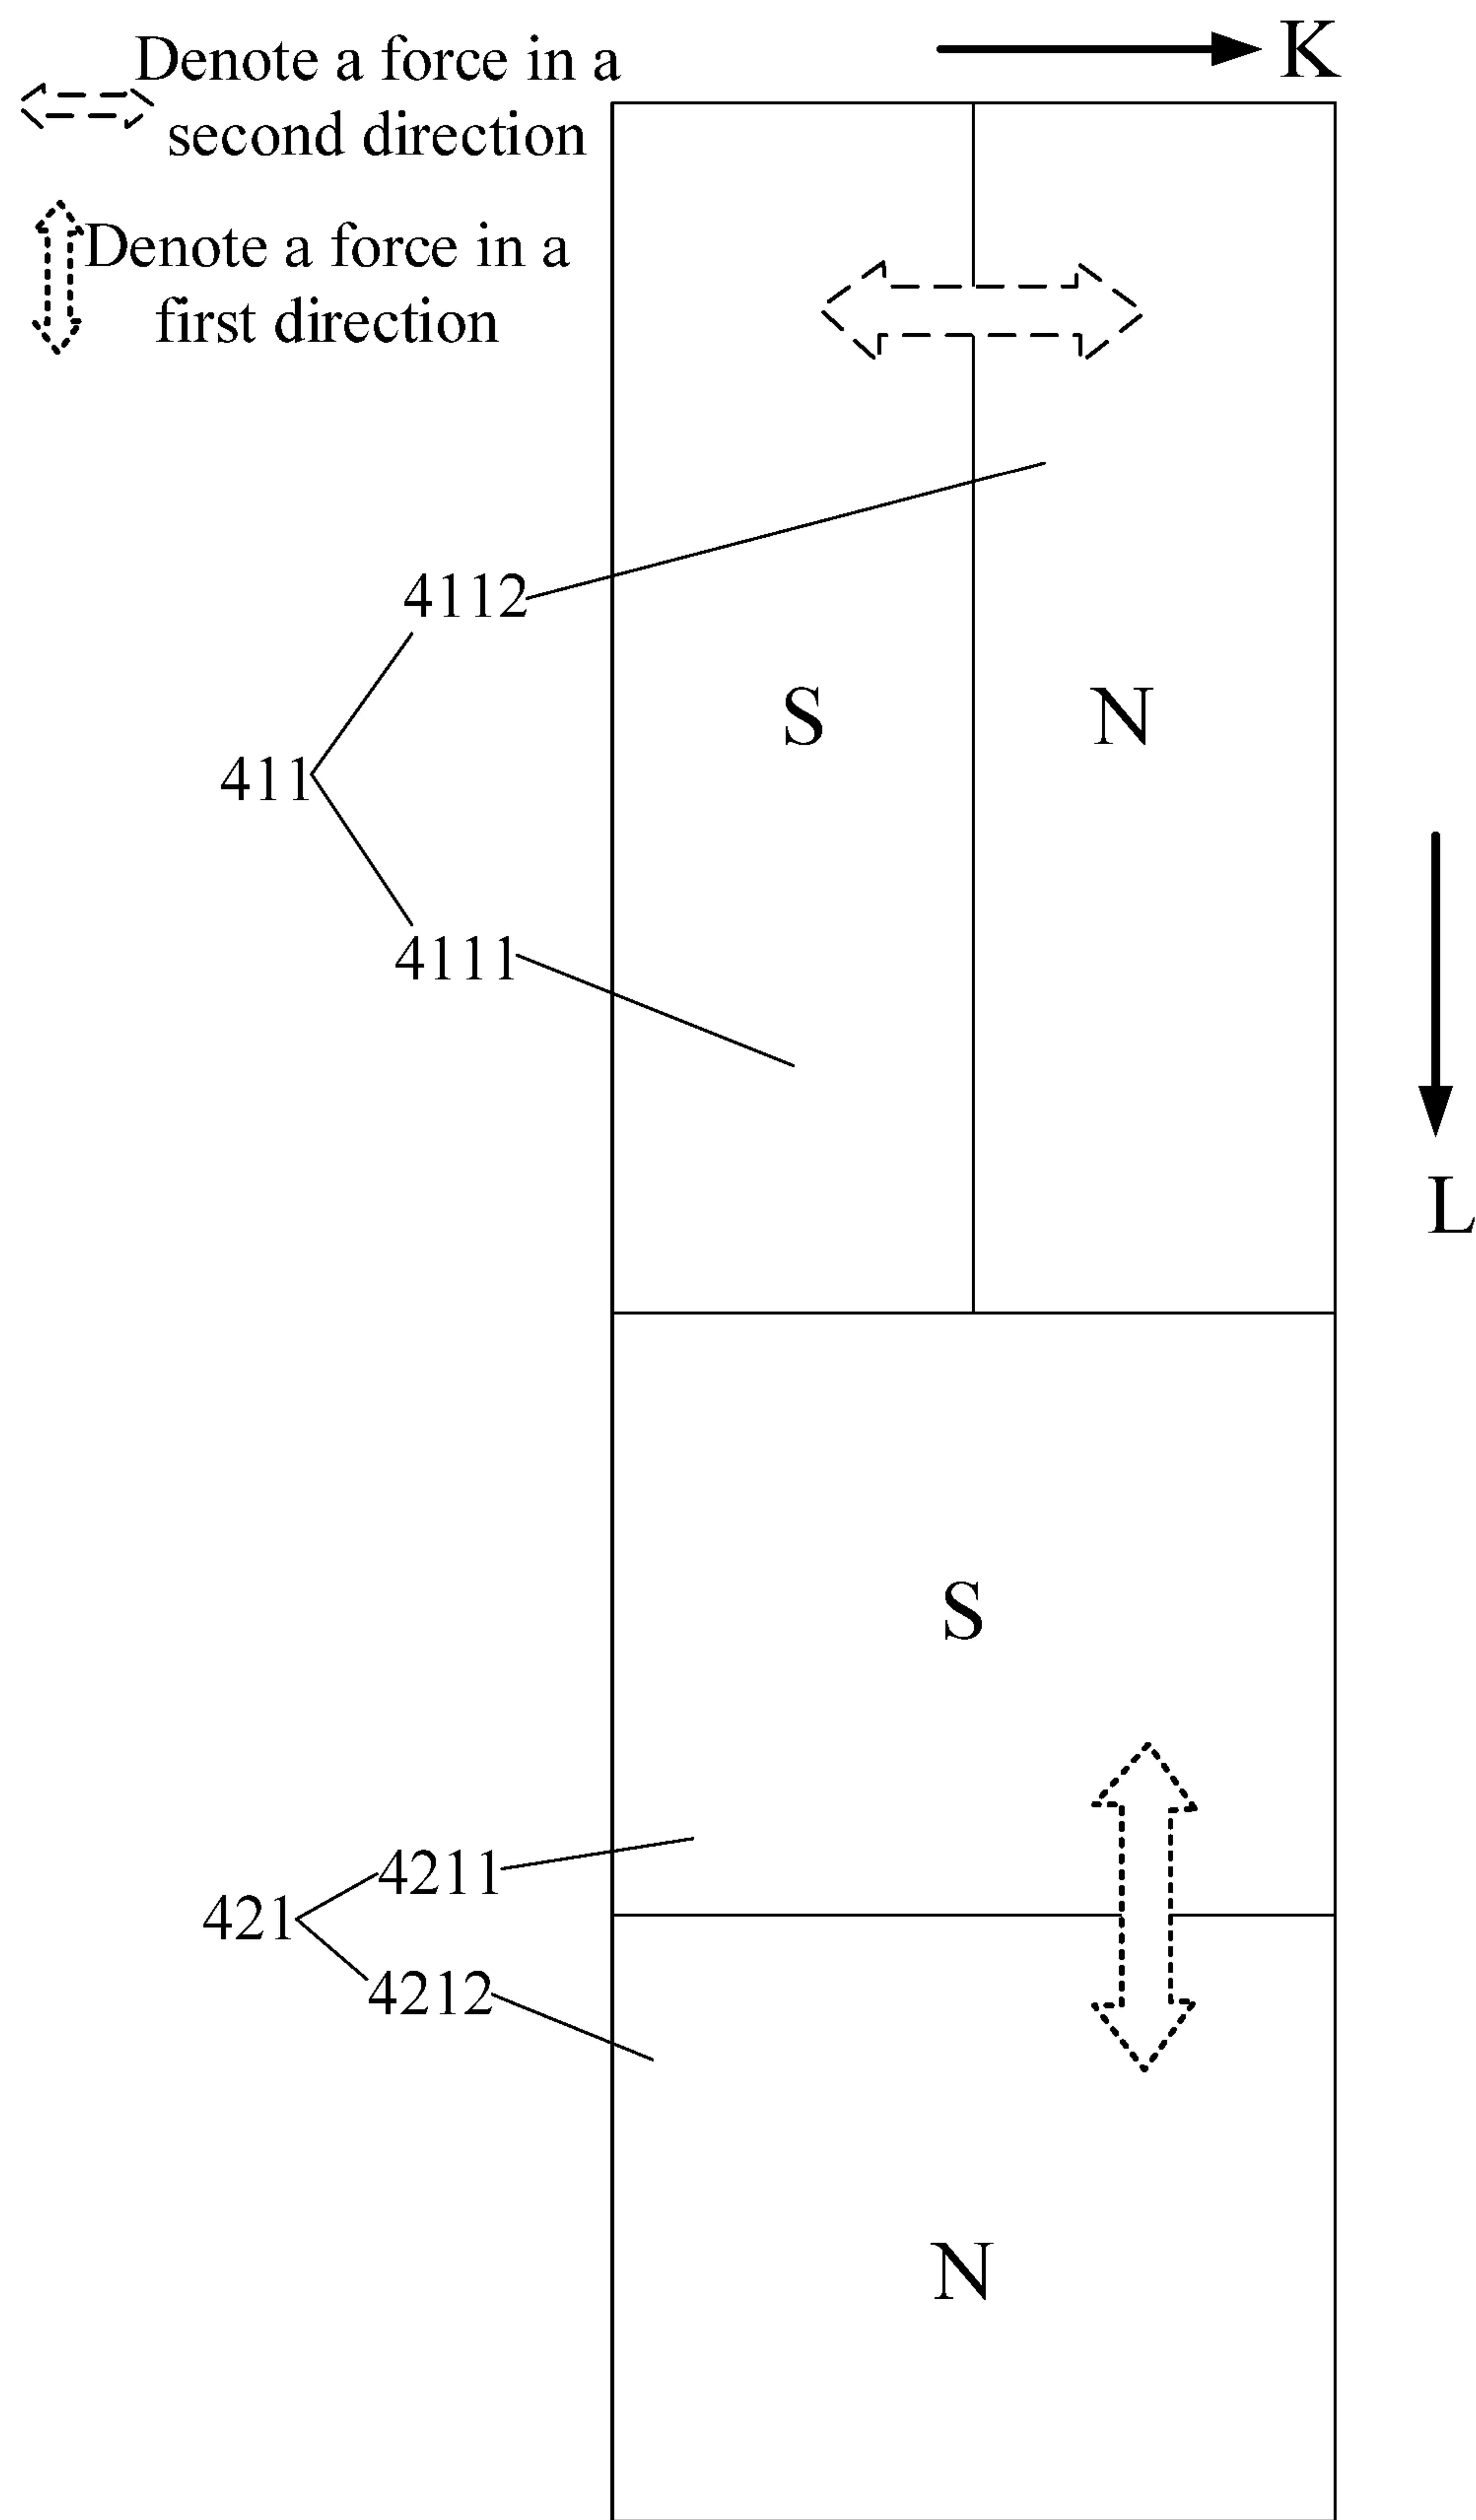 Denote a force in a
second direction
K
Denote a force in a
first direction
4112
S
N
411
4111
L
S
4211
421
4212
N